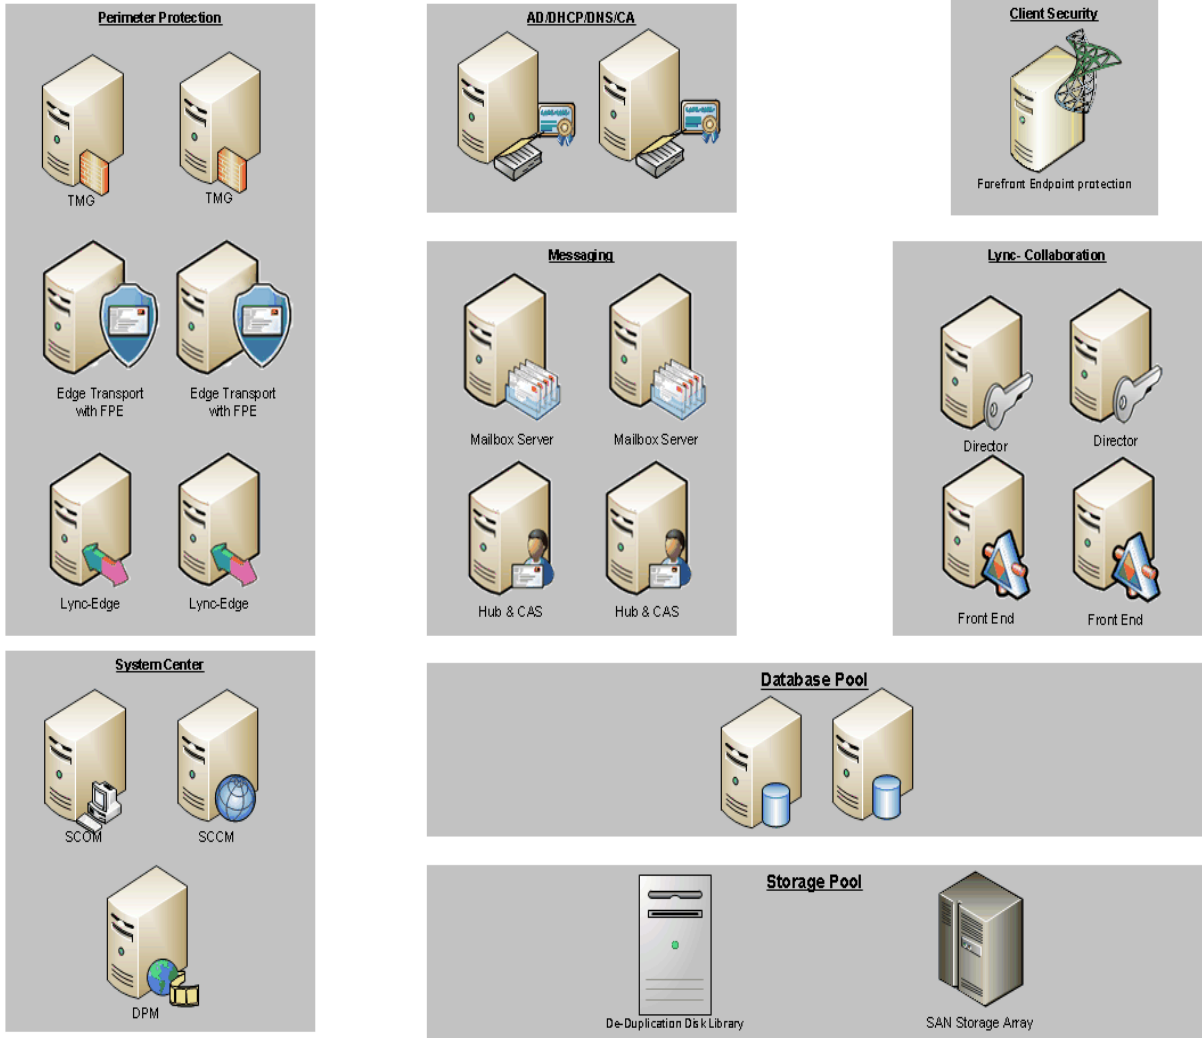 Perimeter Protection
TMG
TMG
Edge Transport
with FPE
Edge Transport
with FPE
Lync-Edge
Lync-Edge
AD/DHCP/DNS/CA
Client Security
Forefront Endpoint protection
Messaging
Mailbox Server
Mailbox Server
Hub & CAS
Hub & CAS
Lync- Collaboration
Director
Director
Front End
Front End
System Center
SCOM
SCCM
DPM
Database Pool
Storage Pool
De-Duplication Disk Library
SAN Storage Array